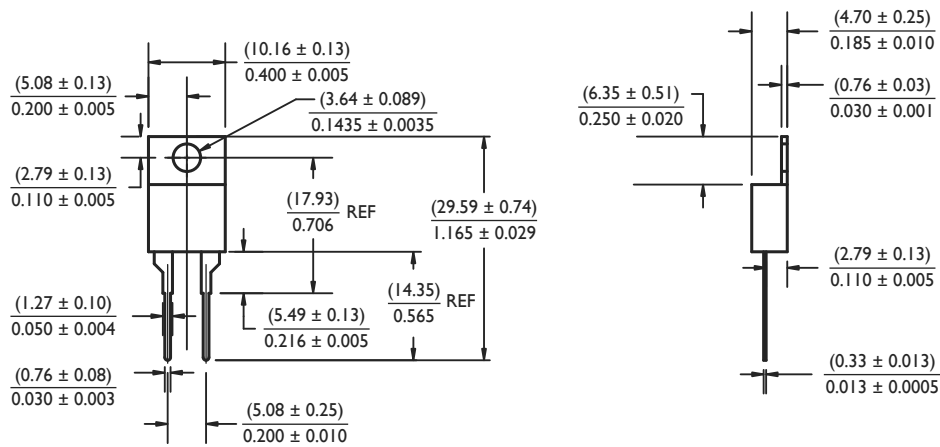 (10.16 ± 0.13)
0.400 ± 0.005
(5.08 ± 0.13)
0.200 ± 0.005
(3.64 ± 0.089)
0.1435 ± 0.0035
(2.79 ± 0.13)
0.110 ± 0.005
(17.93) REF
0.706
(29.59 ± 0.74)
1.165 ± 0.029
(14.35) REF
0.565
(1.27 ± 0.10)
0.050 ± 0.004
(5.49 ± 0.13)
0.216 ± 0.005
(0.76 ± 0.08)
0.030 ± 0.003
(5.08 ± 0.25)
0.200 ± 0.010
(4.70 ± 0.25)
0.185 ± 0.010
(0.76 ± 0.03)
0.030 ± 0.001
(6.35 ± 0.51)
0.250 ± 0.020
(2.79 ± 0.13)
0.110 ± 0.005
(0.33 ± 0.013)
0.013 ± 0.0005